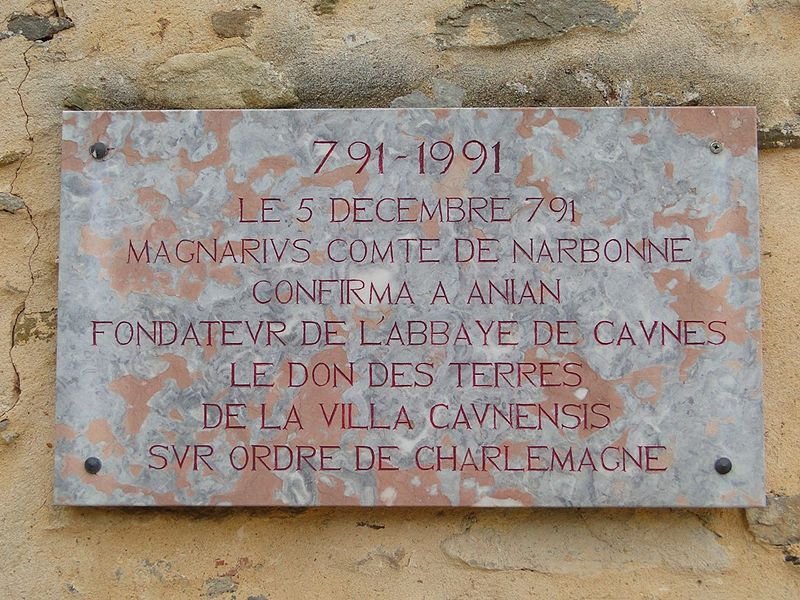 791-1991
LE 5 DECEMBRE 791
MAGNARIVS COMTE DE NARBONNE
CONFIRMA A ANIAN
FONDATEVR DE L'ABBAYE DE CAVNES
LE DON DES TERRES
DE LA VILLA CAVNENSIS
SVR ORDRE DE CHARLEMAGNE